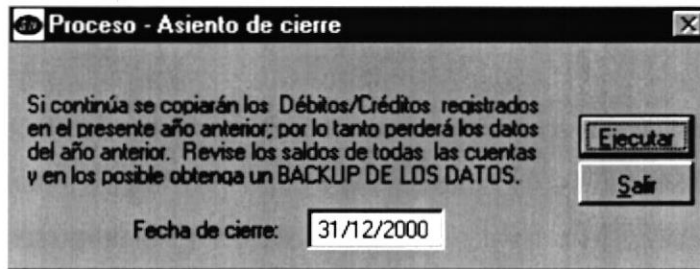 Proceso - Asiento de cierre
Si continúa se copiarán los Débitos/Créditos registrados
en el presente año anterior; por lo tanto perderá los datos
del año anterior. Revise los saldos de todas las cuentas
y en los posible obtenga un BACKUP DE LOS DATOS.
Ejecutar
Salir
Fecha de cierre: 31/12/2000